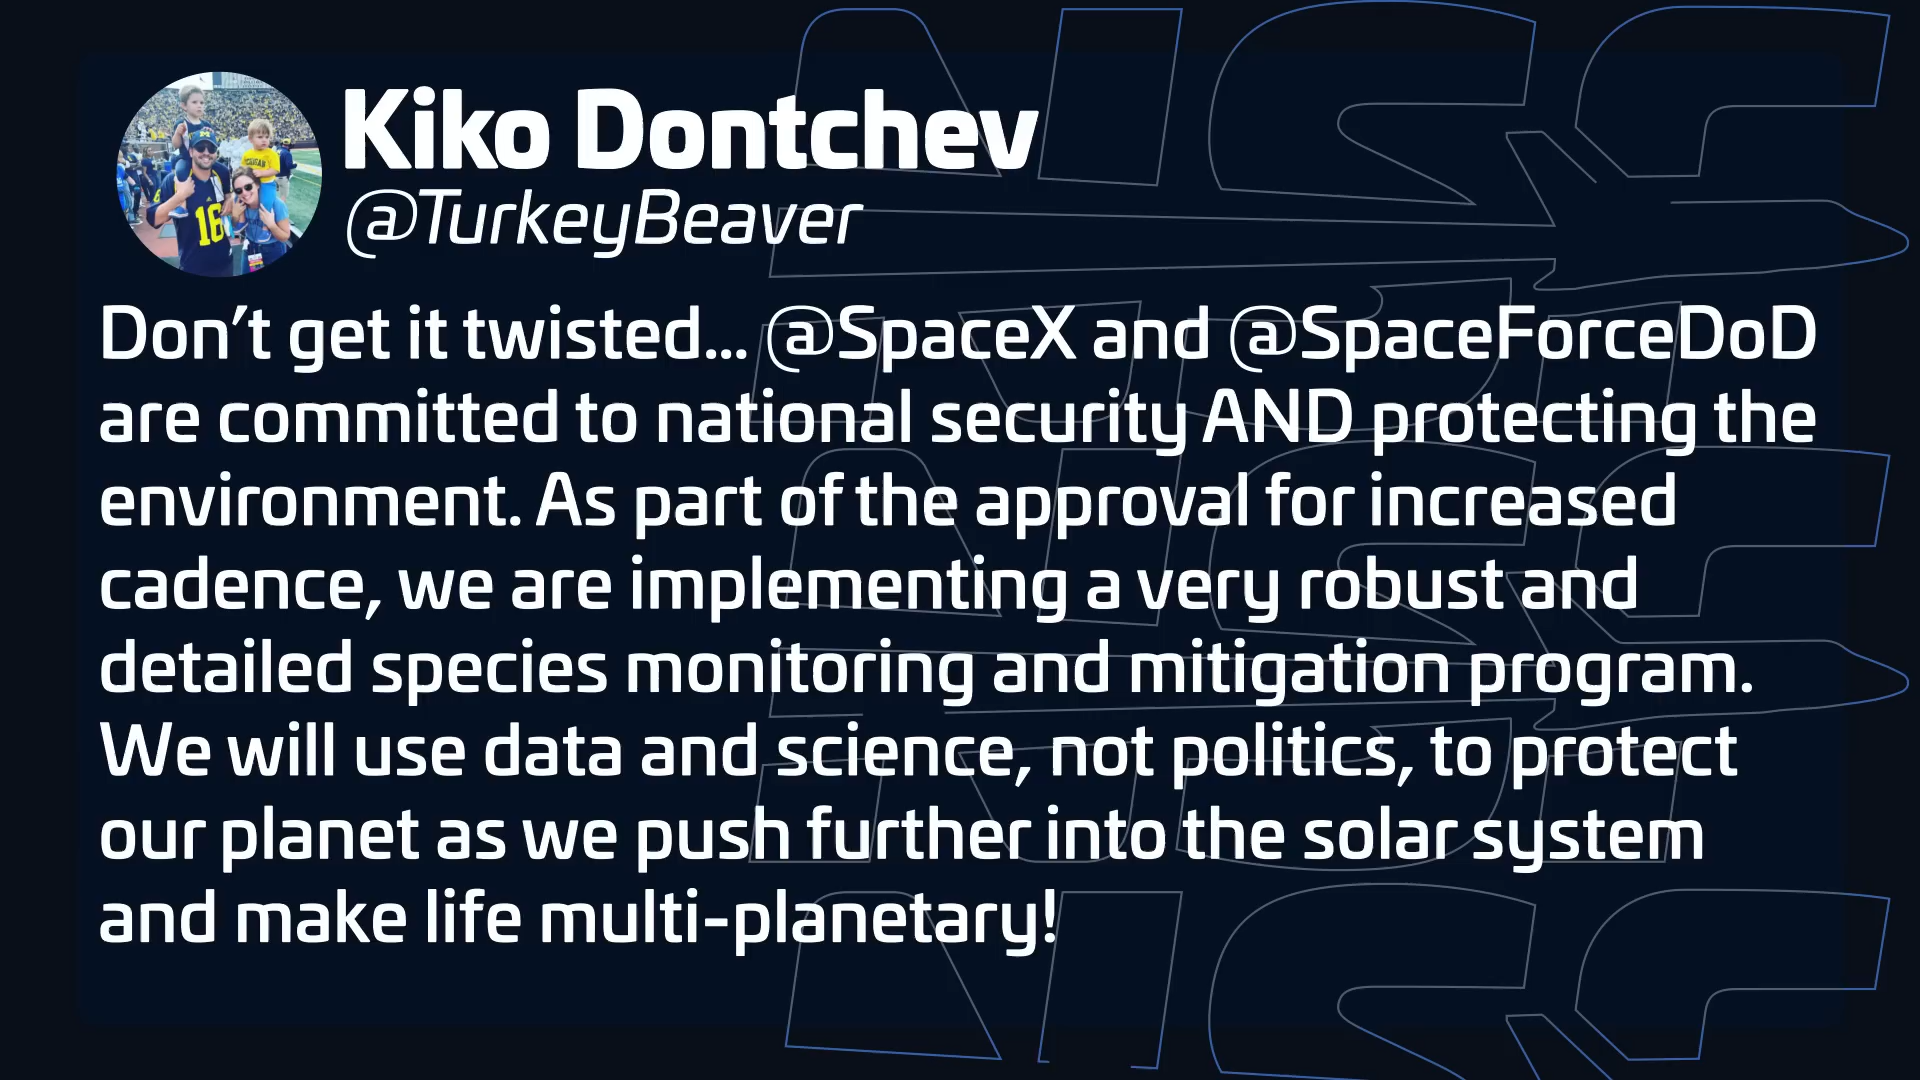 Kiko Dontchev
@TurkeyBeaver
Don’t get it twisted... @SpaceX and @SpaceForceDoD
are committed to national security AND protecting the
environment. As part of the approval for increased
cadence, we are implementing a very robust and
detailed species monitoring and mitigation program.
We will use data and science, not politics, to protect
our planet as we push further into the solar system
and make life multi-planetary!
16